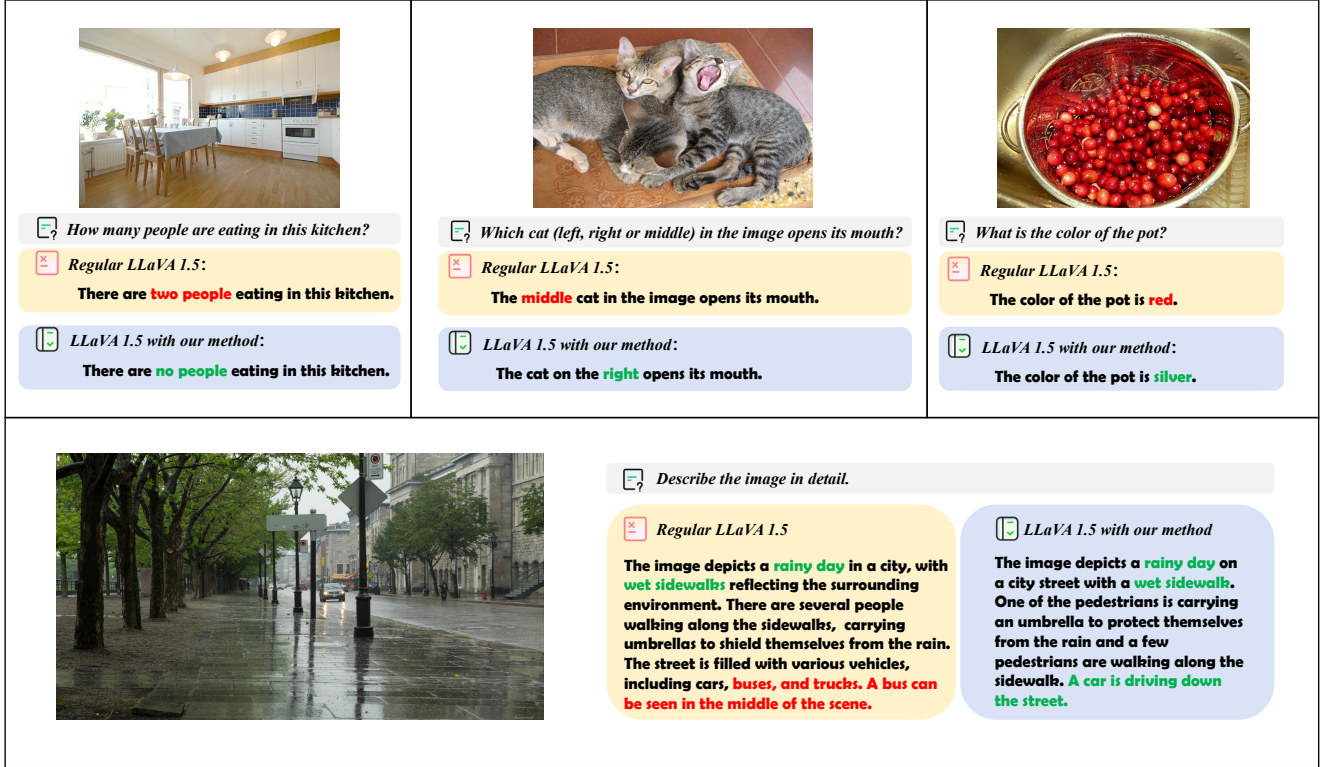 How many people are eating in this kitchen?
Regular LLaVA 1.5:
There are two people eating in this kitchen.
LLaVA 1.5 with our method:
There are no people eating in this kitchen.
Which cat (left, right or middle) in the image opens its mouth?
Regular LLaVA 1.5:
The middle cat in the image opens its mouth.
LLaVA 1.5 with our method:
The cat on the right opens its mouth.
What is the color of the pot?
Regular LLaVA 1.5:
The color of the pot is red.
LLaVA 1.5 with our method:
The color of the pot is silver.
Describe the image in detail.
Regular LLaVA 1.5
The image depicts a rainy day in a city, with
wet sidewalks reflecting the surrounding
environment. There are several people
walking along the sidewalks, carrying
umbrellas to shield themselves from the rain.
The street is filled with various vehicles,
including cars, buses, and trucks. A bus can
be seen in the middle of the scene.
LLaVA 1.5 with our method
The image depicts a rainy day on
a city street with a wet sidewalk.
One of the pedestrians is carrying
an umbrella to protect themselves
from the rain and a few
pedestrians are walking along the
sidewalk. A car is driving down
the street.